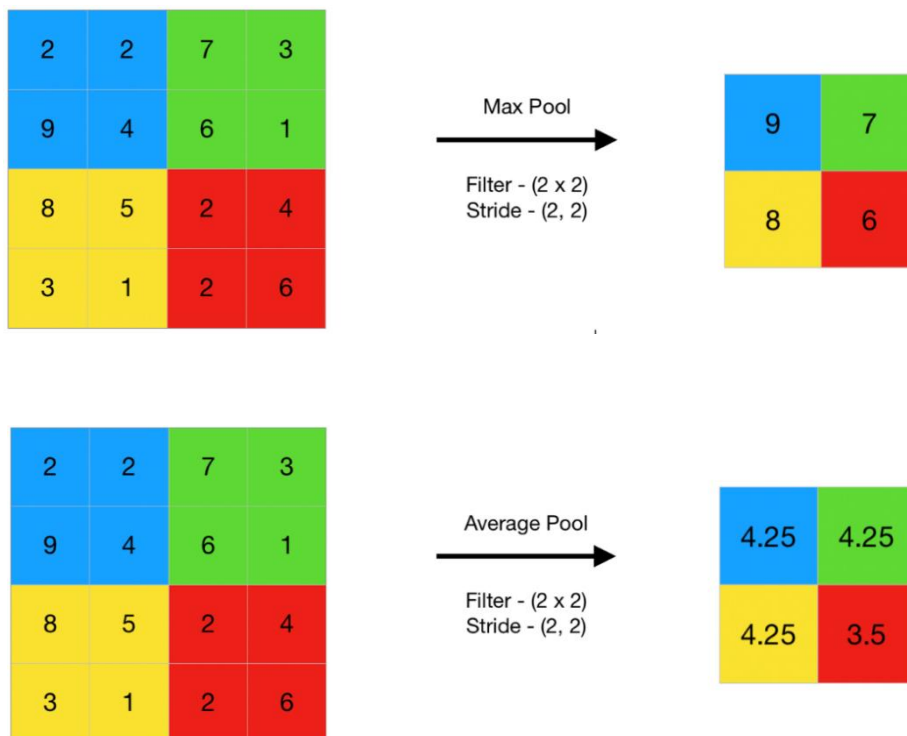 2 2 7 3
9 4 6 1
8 5 2 4
3 1 2 6
Max Pool
Filter - (2 x 2)
Stride - (2, 2)
9 7
8 6
2 2 7 3
9 4 6 1
8 5 2 4
3 1 2 6
Average Pool
Filter - (2 x 2)
Stride - (2, 2)
4.25 4.25
4.25 3.5